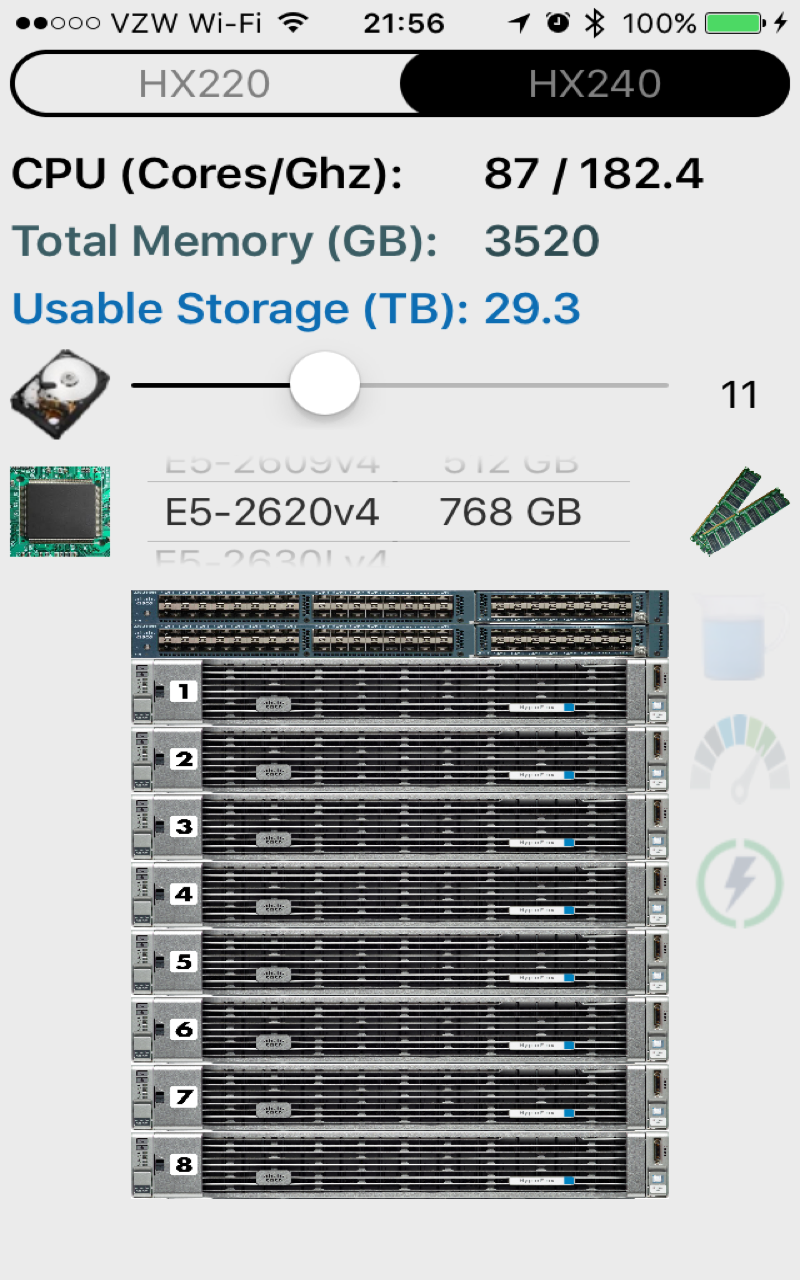 VZW Wi-Fi 21:56 100%
HX220 HX240
CPU (Cores/Ghz): 87 / 182.4
Total Memory (GB): 3520
Usable Storage (TB): 29.3
11
E5-2609v4 512 GB
E5-2620v4 768 GB
E5-2630Lv4
1
2
3
4
5
6
7
8